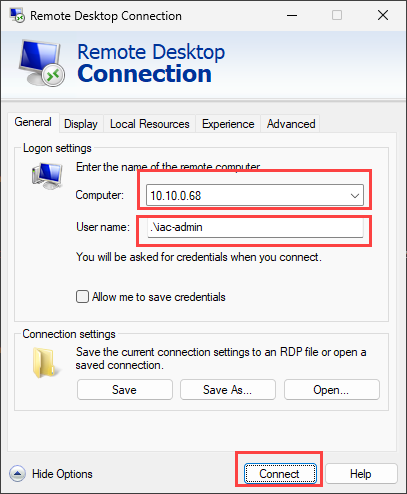 Remote Desktop Connection
Remote Desktop
Connection
General Display Local Resources Experience Advanced
Logon settings
Enter the name of the remote computer.
Computer: 10.10.0.68
User name: .\iac-admin
You will be asked for credentials when you connect.
Allow me to save credentials
Connection settings
Save the current connection settings to an RDP file or open a
saved connection.
Save Save As... Open...
Hide Options Connect Help